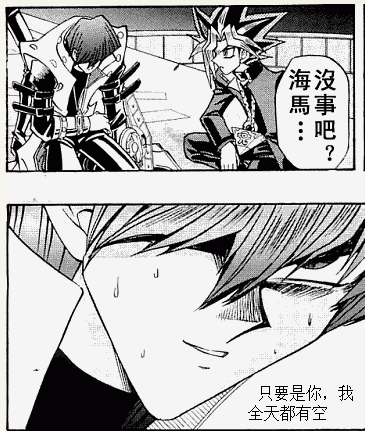 沒事吧？
海馬…
只要是你，我
全天都有空